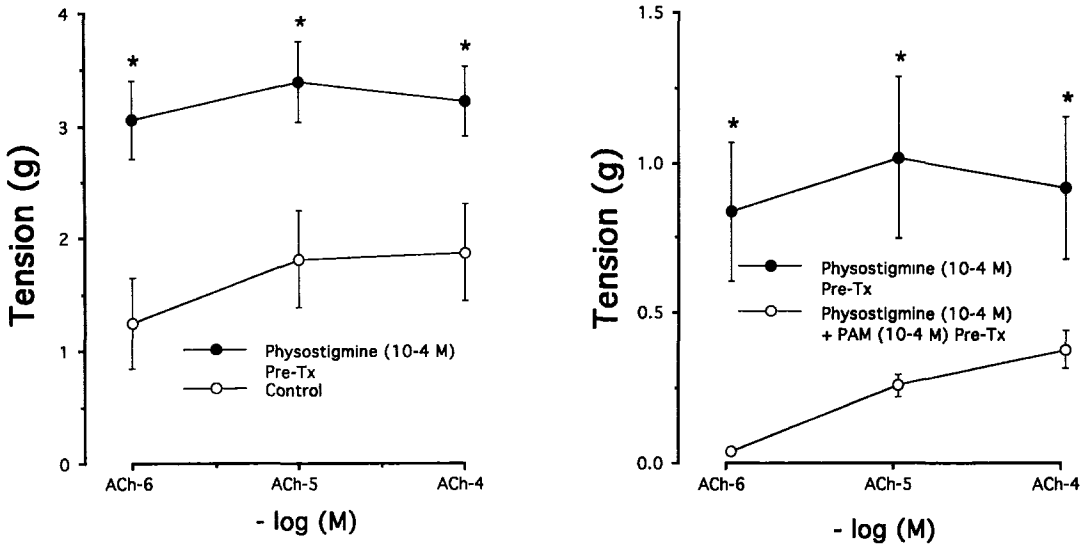 4
3
2
1
0
Tension (g)
*
*
*
Physostigmine (10-4 M)
Pre-Tx
Control
ACh-6
ACh-5
ACh-4
- log (M)
1.5
1.0
0.5
0.0
Tension (g)
*
*
*
Physostigmine (10-4 M)
Pre-Tx
Physostigmine (10-4 M)
+ PAM (10-4 M) Pre-Tx
ACh-6
ACh-5
ACh-4
- log (M)